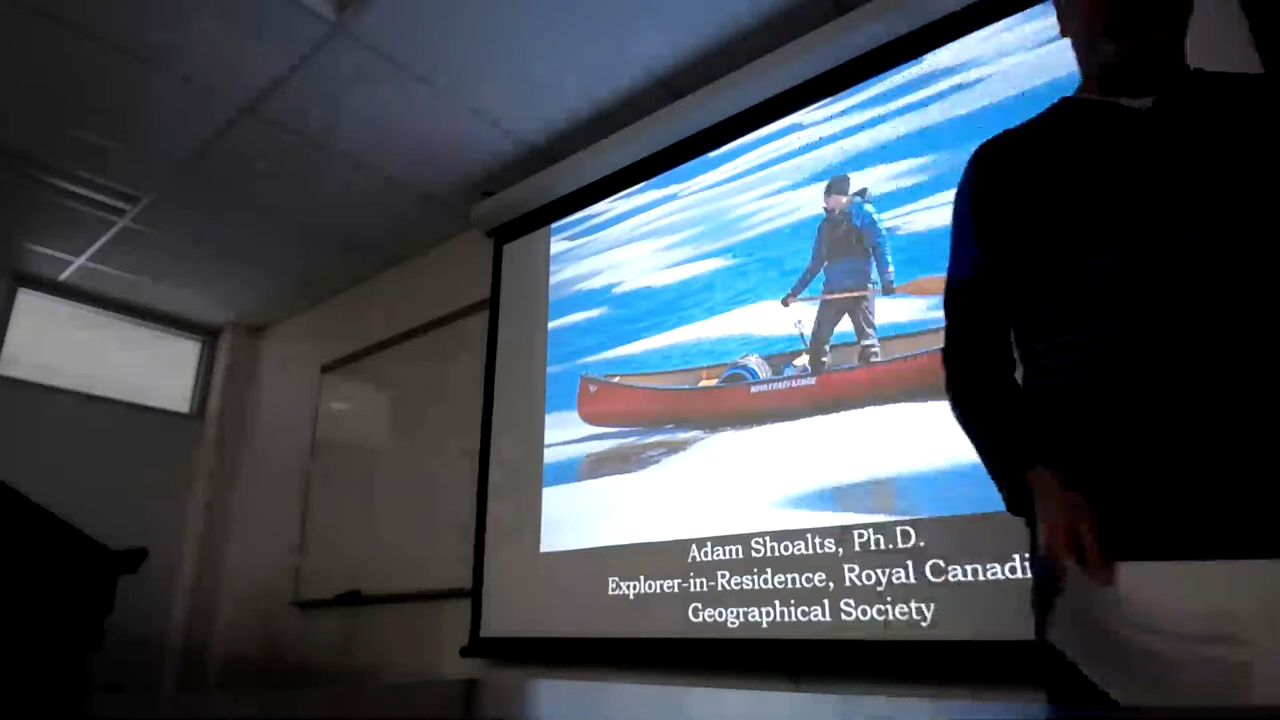 Adam Shoalts, Ph.D.
Explorer-in-Residence, Royal Canadi
Geographical Society